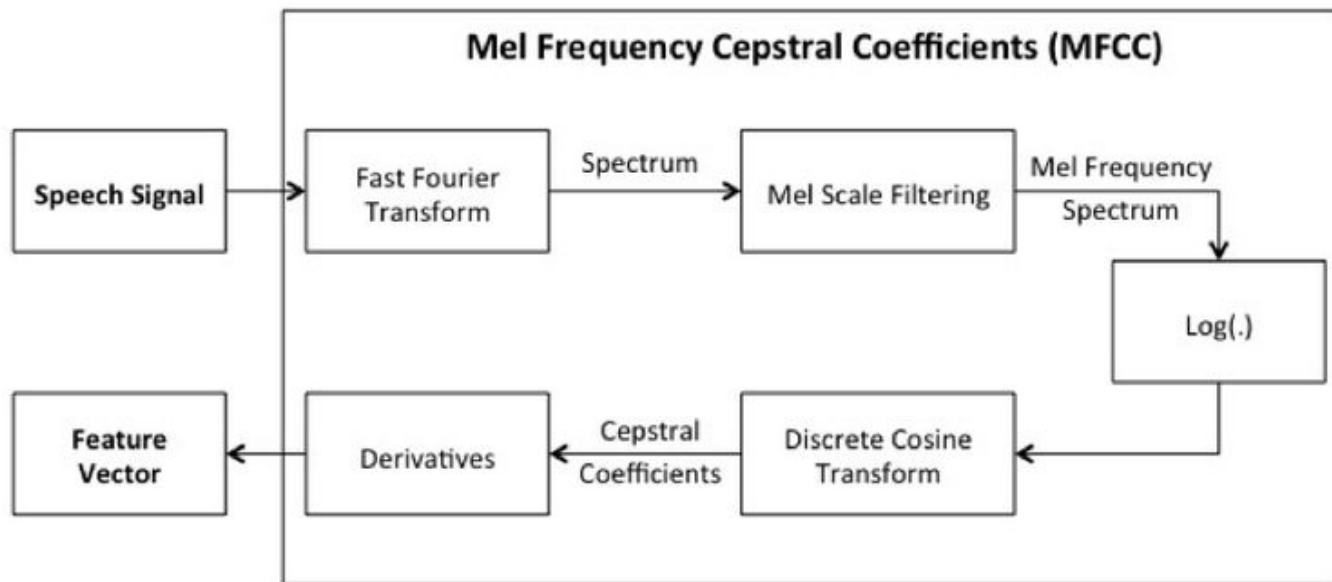 Mel Frequency Cepstral Coefficients (MFCC)
Speech Signal
Fast Fourier
Transform
Spectrum
Mel Scale Filtering
Mel Frequency
Spectrum
Log(.)
Discrete Cosine
Transform
Cepstral
Coefficients
Derivatives
Feature
Vector